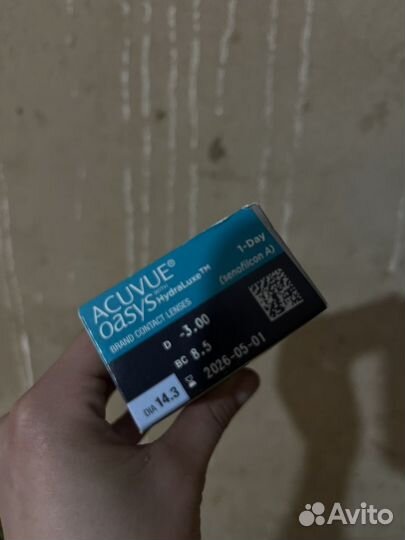 ACUVUE®
OASYS WITH HydraLuxe™
BRAND CONTACT LENSES
1-Day
(senofilcon A)
D -3.00
BC 8.5
DIA 14.3
2026-05-01
Avito